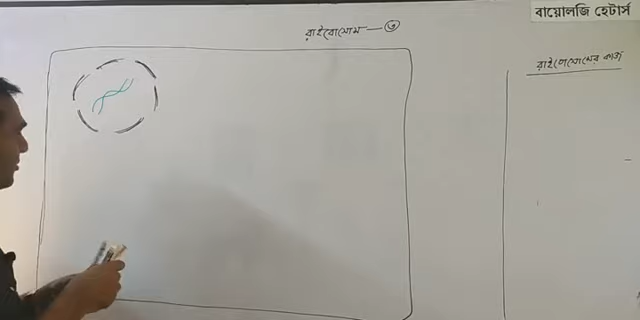 বায়োলজি হেটার্স
রাইবোসোম — ৩
রাইবোসোমের কাজ